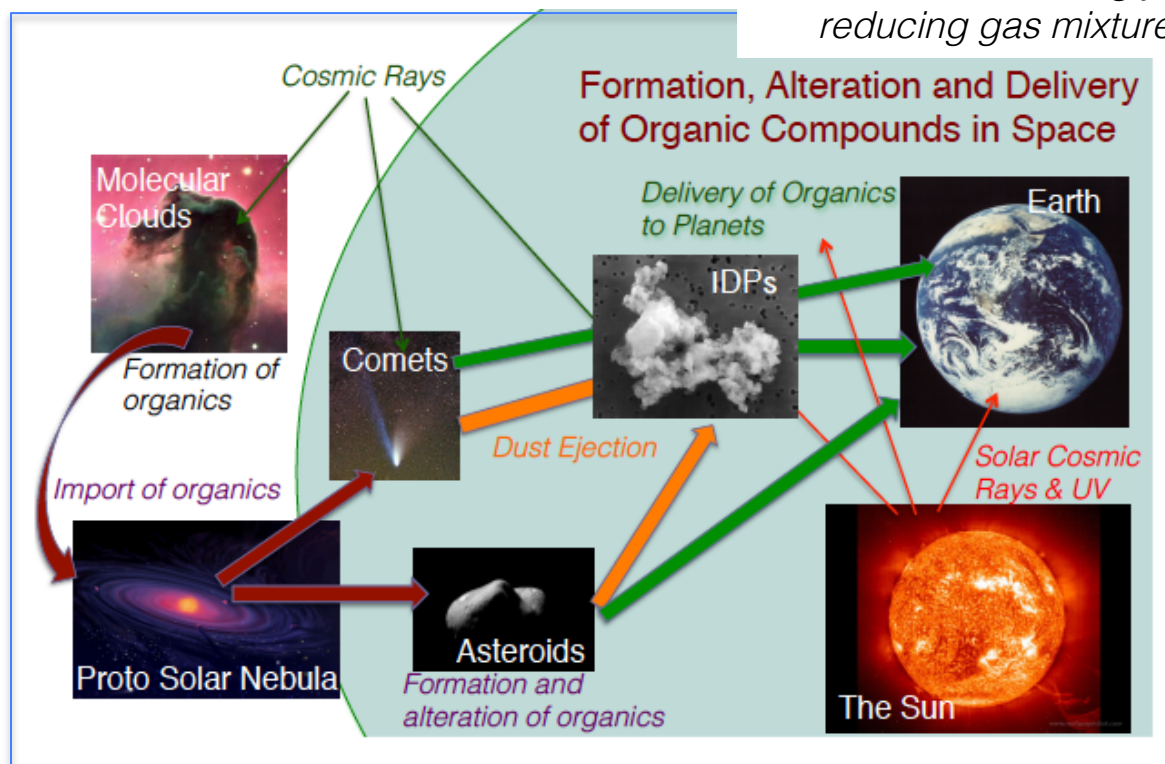 reducing gas mixture
Cosmic Rays
Formation, Alteration and Delivery
of Organic Compounds in Space
Molecular
Clouds
Delivery of Organics
to Planets
Earth
IDPs
Comets
Formation of
organics
Dust Ejection
Solar Cosmic
Rays & UV
Import of organics
Asteroids
Proto Solar Nebula
Formation and
alteration of organics
The Sun